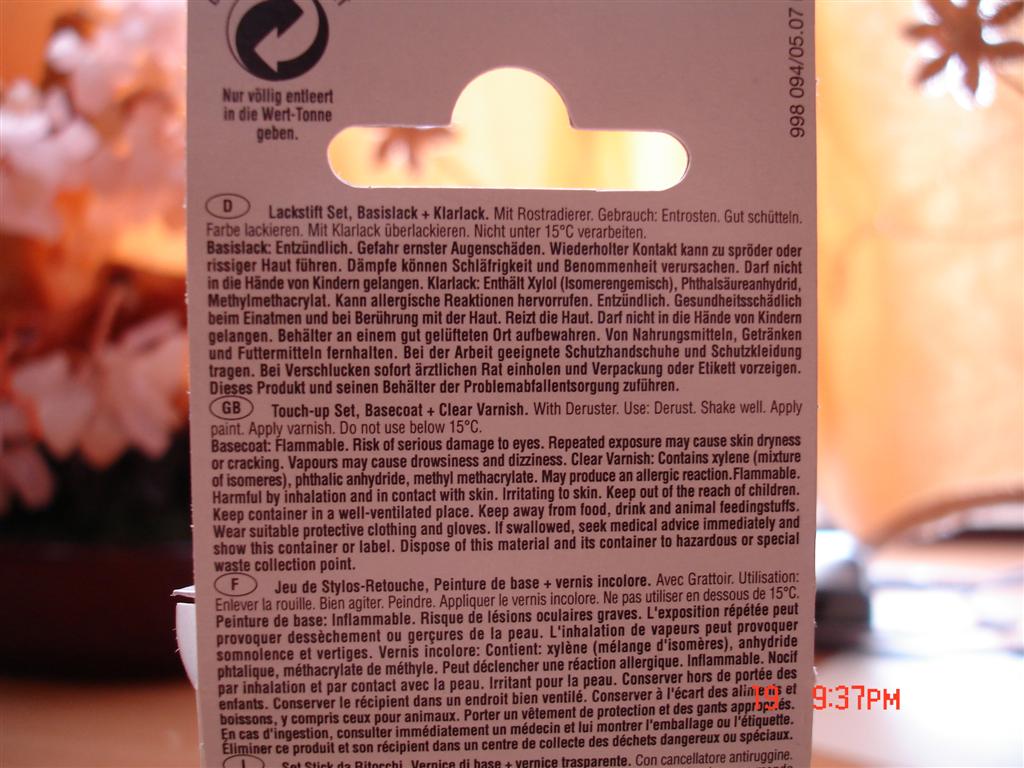 Nur völlig entleert
in die Wert-Tonne
geben.
998 094/05.07
D Lackstift Set, Basislack + Klarlack. Mit Rostradierer. Gebrauch: Entrosten. Gut schütteln.
Farbe lackieren. Mit Klarlack überlackieren. Nicht unter 15°C verarbeiten.
Basislack: Entzündlich. Gefahr ernster Augenschäden. Wiederholter Kontakt kann zu spröder oder
rissiger Haut führen. Dämpfe können Schläfrigkeit und Benommenheit verursachen. Darf nicht
in die Hände von Kindern gelangen. Klarlack: Enthält Xylol (Isomerengemisch), Phthalsäureanhydrid,
Methylmethacrylat. Kann allergische Reaktionen hervorrufen. Entzündlich. Gesundheitsschädlich
beim Einatmen und bei Berührung mit der Haut. Reizt die Haut. Darf nicht in die Hände von Kindern
gelangen. Behälter an einem gut gelüfteten Ort aufbewahren. Von Nahrungsmitteln, Getränken
und Futtermitteln fernhalten. Bei der Arbeit geeignete Schutzhandschuhe und Schutzkleidung
tragen. Bei Verschlucken sofort ärztlichen Rat einholen und Verpackung oder Etikett vorzeigen.
Dieses Produkt und seinen Behälter der Problemabfallentsorgung zuführen.
GB Touch-up Set, Basecoat + Clear Varnish. With Deruster. Use: Derust. Shake well. Apply
paint. Apply varnish. Do not use below 15°C.
Basecoat: Flammable. Risk of serious damage to eyes. Repeated exposure may cause skin dryness
or cracking. Vapours may cause drowsiness and dizziness. Clear Varnish: Contains xylene (mixture
of isomeres), phthalic anhydride, methyl methacrylate. May produce an allergic reaction.Flammable.
Harmful by inhalation and in contact with skin. Irritating to skin. Keep out of the reach of children.
Keep container in a well-ventilated place. Keep away from food, drink and animal feedingstuffs.
Wear suitable protective clothing and gloves. If swallowed, seek medical advice immediately and
show this container or label. Dispose of this material and its container to hazardous or special
waste collection point.
F Jeu de Stylos-Retouche, Peinture de base + vernis incolore. Avec Grattoir. Utilisation:
Enlever la rouille. Bien agiter. Peindre. Appliquer le vernis incolore. Ne pas utiliser en dessous de 15°C.
Peinture de base: Inflammable. Risque de lésions oculaires graves. L'exposition répétée peut
provoquer dessèchement ou gerçures de la peau. L'inhalation de vapeurs peut provoquer
somnolence et vertiges. Vernis incolore: Contient: xylène (mélange d'isomères), anhydride
phtalique, méthacrylate de méthyle. Peut déclencher une réaction allergique. Inflammable. Nocif
par inhalation et par contact avec la peau. Irritant pour la peau. Conserver hors de portée des
enfants. Conserver le récipient dans un endroit bien ventilé. Conserver à l'écart des aliments et
boissons, y compris ceux pour animaux. Porter un vêtement de protection et des gants appropriés.
En cas d'ingestion, consulter immédiatement un médecin et lui montrer l'emballage ou l'étiquette.
Éliminer ce produit et son récipient dans un centre de collecte des déchets dangereux ou spéciaux.
I Set Stick da Ritocchi, Vernice di base + vernice trasparente. Con cancellatore antiruggine.
19 9:37PM